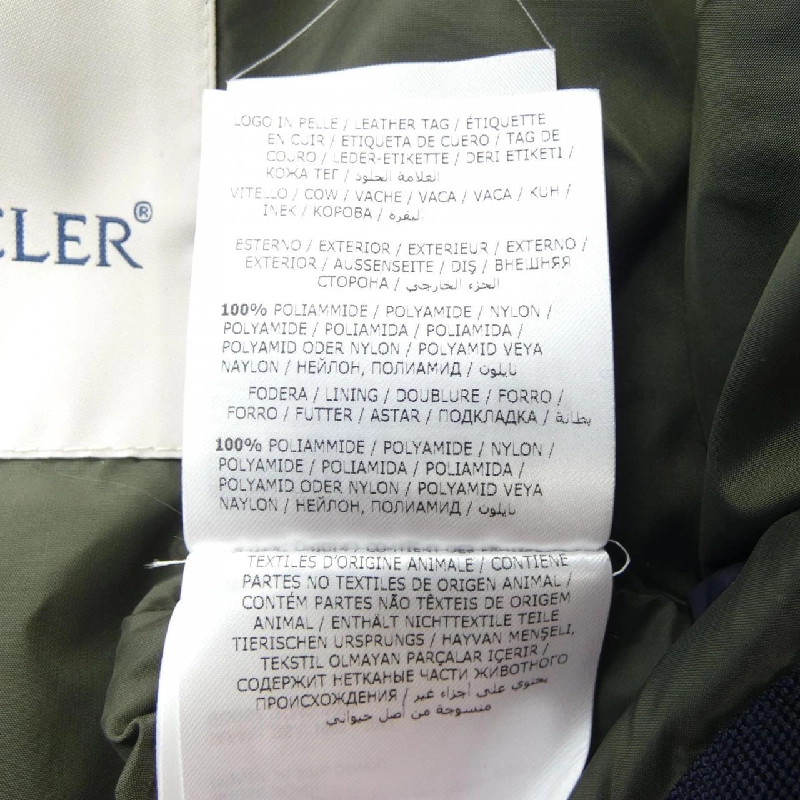 CLER®
LOGO IN PELLE / LEATHER TAG / ÉTIQUETTE
EN CUIR / ETIQUETA DE CUERO / TAG DE
COURO / LEDER-ETIKETTE / DERI ETIKETI /
КОЖА ТЕГ / العلامة الجلود
VITELLO / COW / VACHE / VACA / VACA / KUH /
INEK / КОРОВА / لبقرة
ESTERNO / EXTERIOR / EXTERIEUR / EXTERNO /
EXTERIOR / AUSSENSEITE / DIŞ / ВНЕШНЯЯ
СТОРОНА / الجزء الخارجي
100% POLIAMMIDE / POLYAMIDE / NYLON /
POLYAMIDE / POLIAMIDA / POLIAMIDA /
POLYAMID ODER NYLON / POLYAMID VEYA
NAYLON / НЕЙЛОН, ПОЛИАМИД / نايلون
FODERA / LINING / DOUBLURE / FORRO /
FORRO / FUTTER / ASTAR / ПОДКЛАДКА / بطانة
100% POLIAMMIDE / POLYAMIDE / NYLON /
POLYAMIDE / POLIAMIDA / POLIAMIDA /
POLYAMID ODER NYLON / POLYAMID VEYA
NAYLON / НЕЙЛОН, ПОЛИАМИД / نايلون
TEXTILES D'ORIGINE ANIMALE / CONTIENE
PARTES NO TEXTILES DE ORIGEN ANIMAL /
CONTÉM PARTES NÃO TÊXTEIS DE ORIGEM
ANIMAL / ENTHÄLT NICHTTEXTILE TEILE
TIERISCHEN URSPRUNGS / HAYVAN MENŞELI,
TEKSTIL OLMAYAN PARÇALAR IÇERIR /
СОДЕРЖИТ НЕТКАНЫЕ ЧАСТИ ЖИВОТНОГО
ПРОИСХОЖДЕНИЯ / يحتوي على أجزاء غير
منسوجة من أصل حيواني